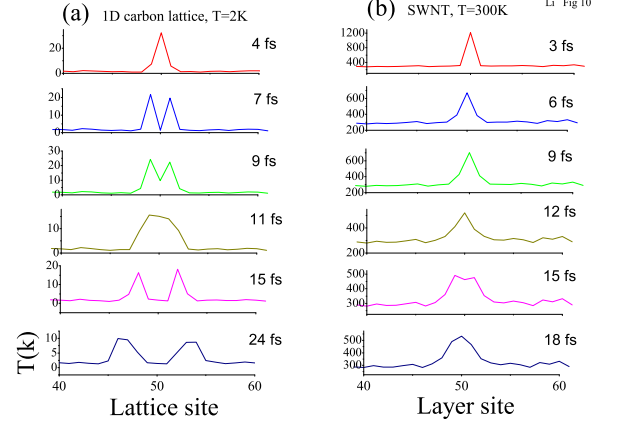 (a) 1D carbon lattice, T=2K
4 fs
30
0
7 fs
20
10
0
9 fs
30
20
10
0
11 fs
10
0
15 fs
20
10
0
24 fs
10
5
0
T(k)
40 50 60
Lattice site
(b) SWNT, T=300K
Li Fig 10
3 fs
1200
800
400
6 fs
600
400
200
9 fs
600
400
200
12 fs
400
200
15 fs
500
400
300
18 fs
500
400
300
40 50 60
Layer site